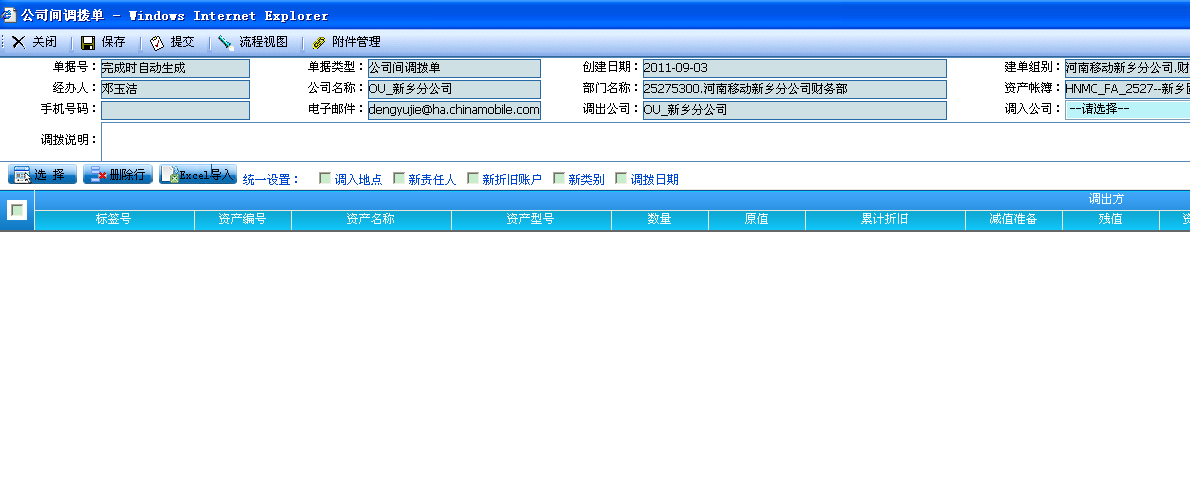 公司间调拨单 - Windows Internet Explorer
关闭 保存 提交 流程视图 附件管理
单据号： 完成时自动生成 单据类型： 公司间调拨单 创建日期： 2011-09-03 建单组别： 河南移动新乡分公司.财
经办人： 邓玉洁 公司名称： OU_新乡分公司 部门名称： 25275300.河南移动新乡分公司财务部 资产帐簿： HNMC_FA_2527--新乡
手机号码： 电子邮件： dengyujie@ha.chinamobile.com 调出公司： OU_新乡分公司 调入公司： --请选择--
调拨说明：
选 择 删除行 Excel导入 统一设置： 调入地点 新责任人 新折旧账户 新类别 调拨日期
调出方
标签号 资产编号 资产名称 资产型号 数量 原值 累计折旧 减值准备 残值